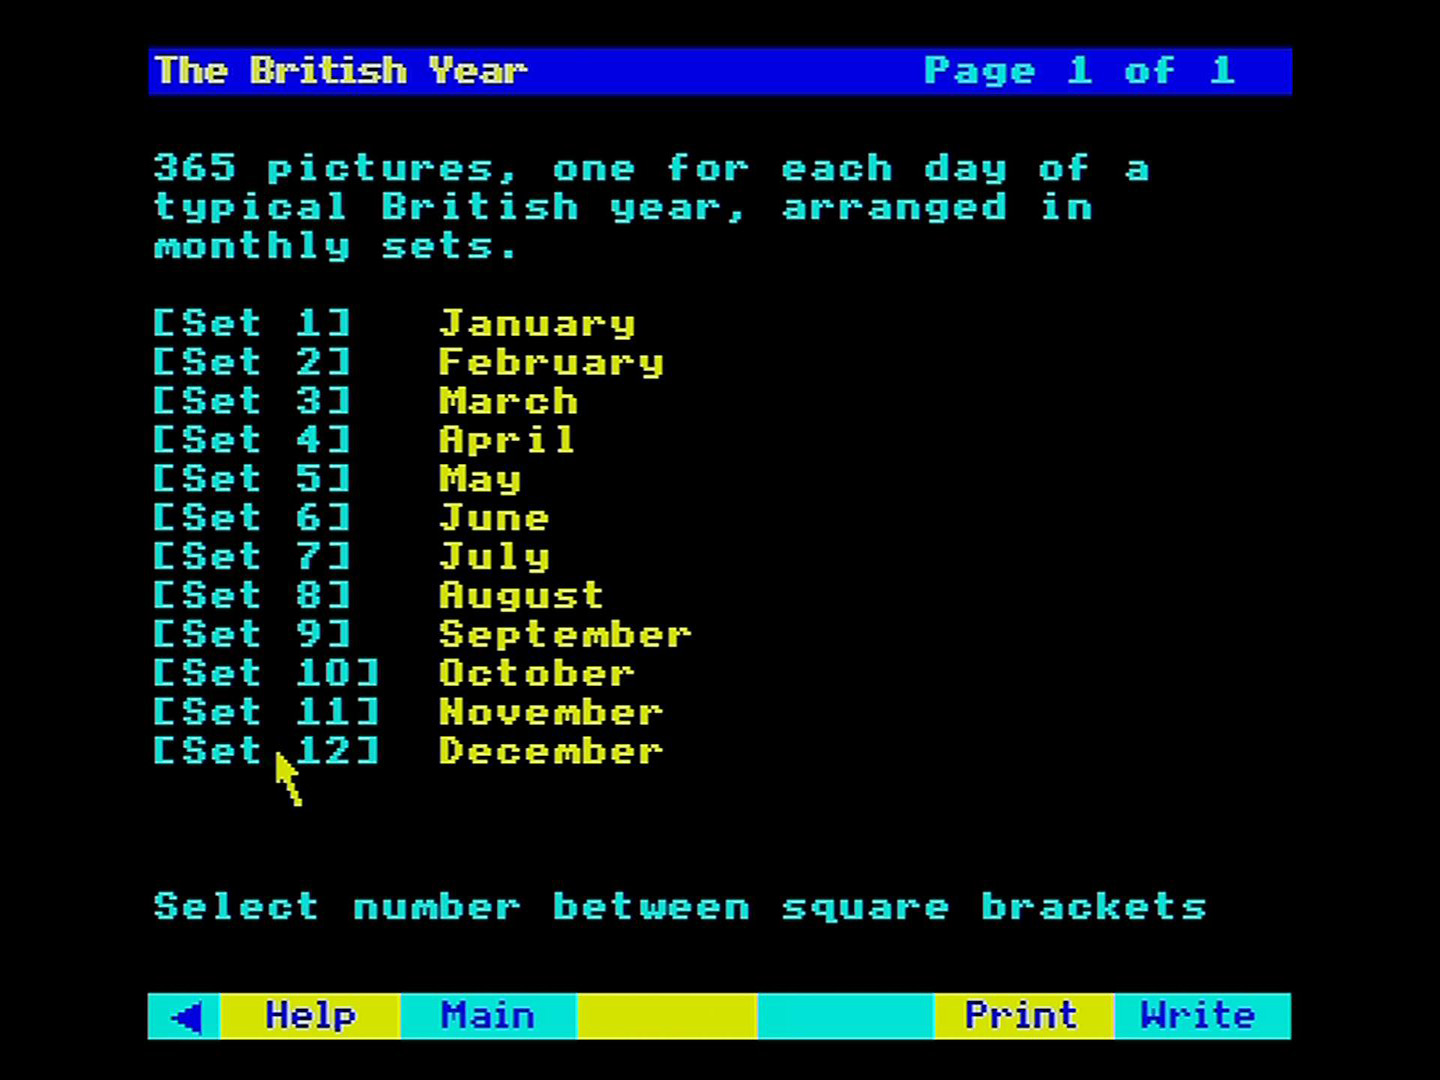 The British Year Page 1 of 1
365 pictures, one for each day of a
typical British year, arranged in
monthly sets.
[Set 1] January
[Set 2] February
[Set 3] March
[Set 4] April
[Set 5] May
[Set 6] June
[Set 7] July
[Set 8] August
[Set 9] September
[Set 10] October
[Set 11] November
[Set 12] December
Select number between square brackets
Help Main Print Write